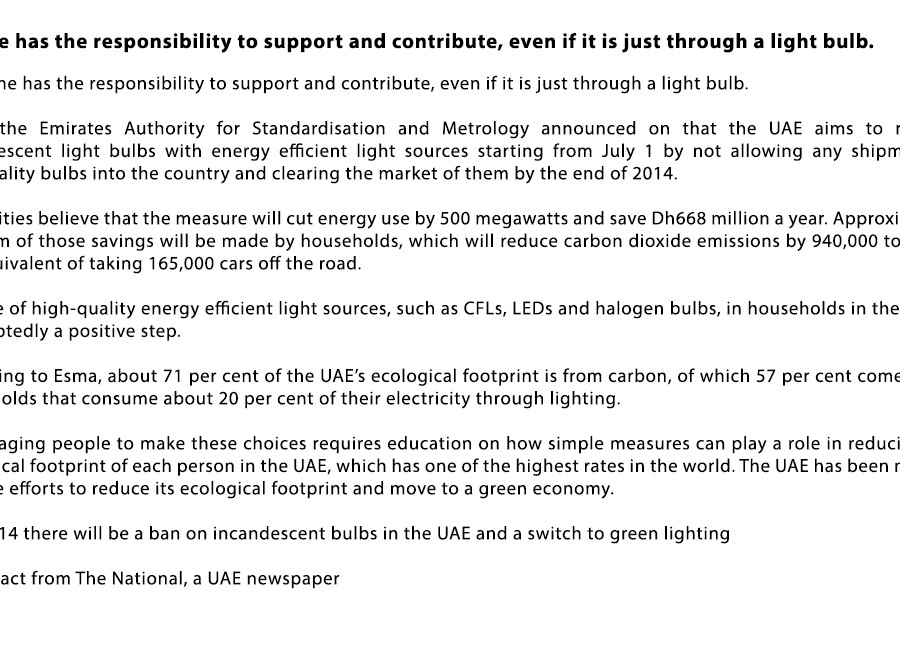 e has the responsibility to support and contribute, even if it is just through a light bulb.
ne has the responsibility to support and contribute, even if it is just through a light bulb.
the Emirates Authority for Standardisation and Metrology announced on that the UAE aims to r
escent light bulbs with energy efficient light sources starting from July 1 by not allowing any shipm
ality bulbs into the country and clearing the market of them by the end of 2014.
ities believe that the measure will cut energy use by 500 megawatts and save Dh668 million a year. Approxi
m of those savings will be made by households, which will reduce carbon dioxide emissions by 940,000 to
uivalent of taking 165,000 cars off the road.
e of high-quality energy efficient light sources, such as CFLs, LEDs and halogen bulbs, in households in the
btedly a positive step.
ing to Esma, about 71 per cent of the UAE’s ecological footprint is from carbon, of which 57 per cent come
olds that consume about 20 per cent of their electricity through lighting.
aging people to make these choices requires education on how simple measures can play a role in reduci
cal footprint of each person in the UAE, which has one of the highest rates in the world. The UAE has been m
e efforts to reduce its ecological footprint and move to a green economy.
14 there will be a ban on incandescent bulbs in the UAE and a switch to green lighting
act from The National, a UAE newspaper